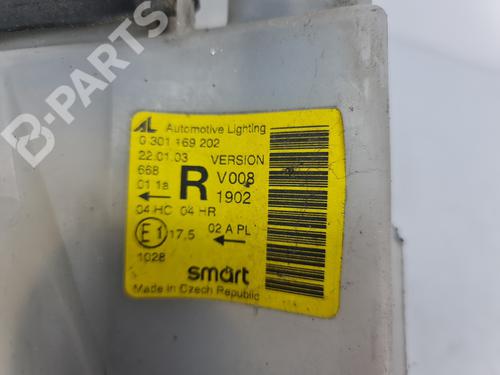 B-PARTS
AL Automotive Lighting
0 301 169 202
22.01.03 VERSION
668 R V008
01 1a 1902
04 HC 04 HR
E1 17,5 02 A PL
1028
smart
Made in Czech Republic